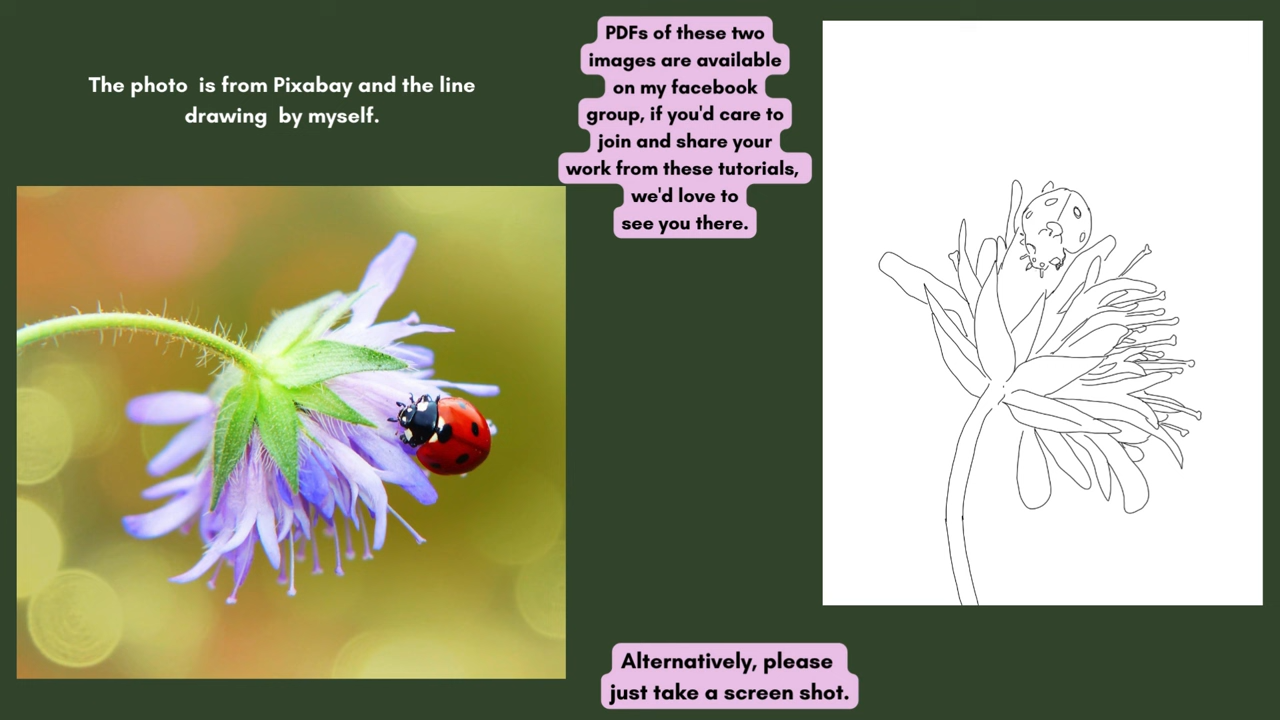 The photo  is from Pixabay and the line
drawing  by myself.
PDFs of these two
images are available
on my facebook
group, if you'd care to
join and share your
work from these tutorials,
we'd love to
see you there.
Alternatively, please
just take a screen shot.